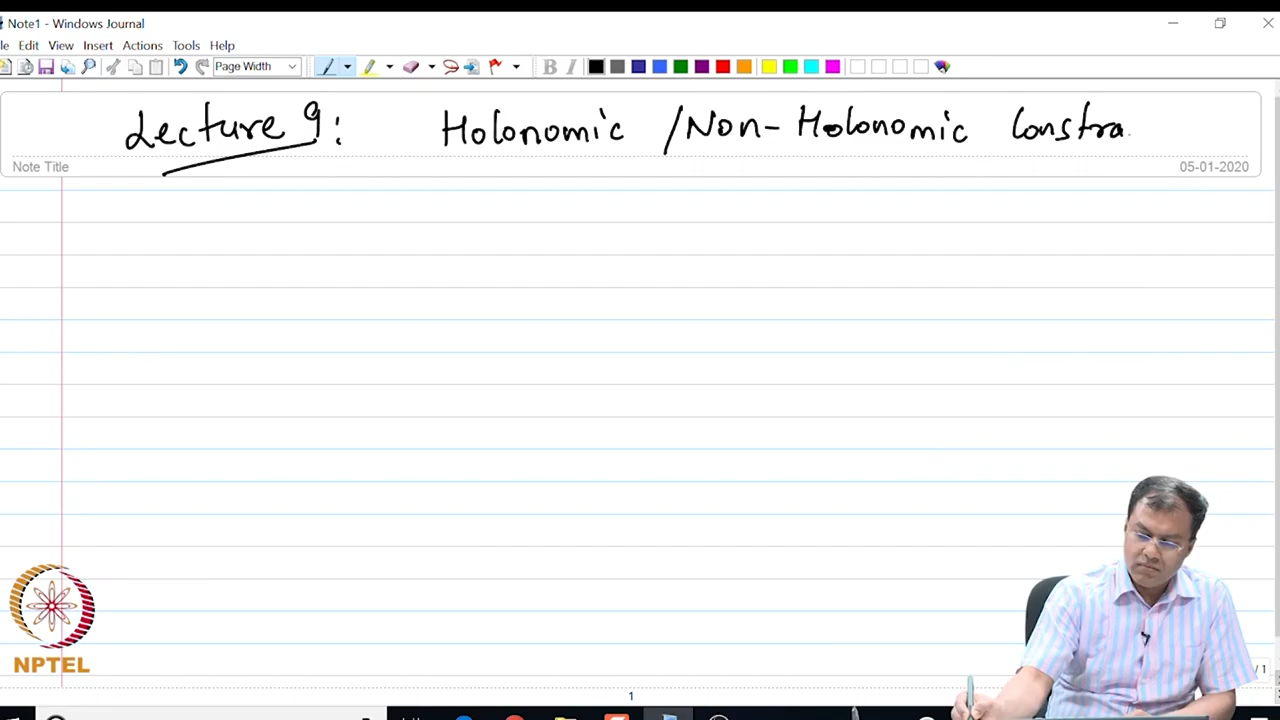 Note1 - Windows Journal
le Edit View Insert Actions Tools Help
Page Width
B I
Lecture 9: Holonomic /Non-Holonomic Constra
Note Title
05-01-2020
NPTEL
/ 1
1